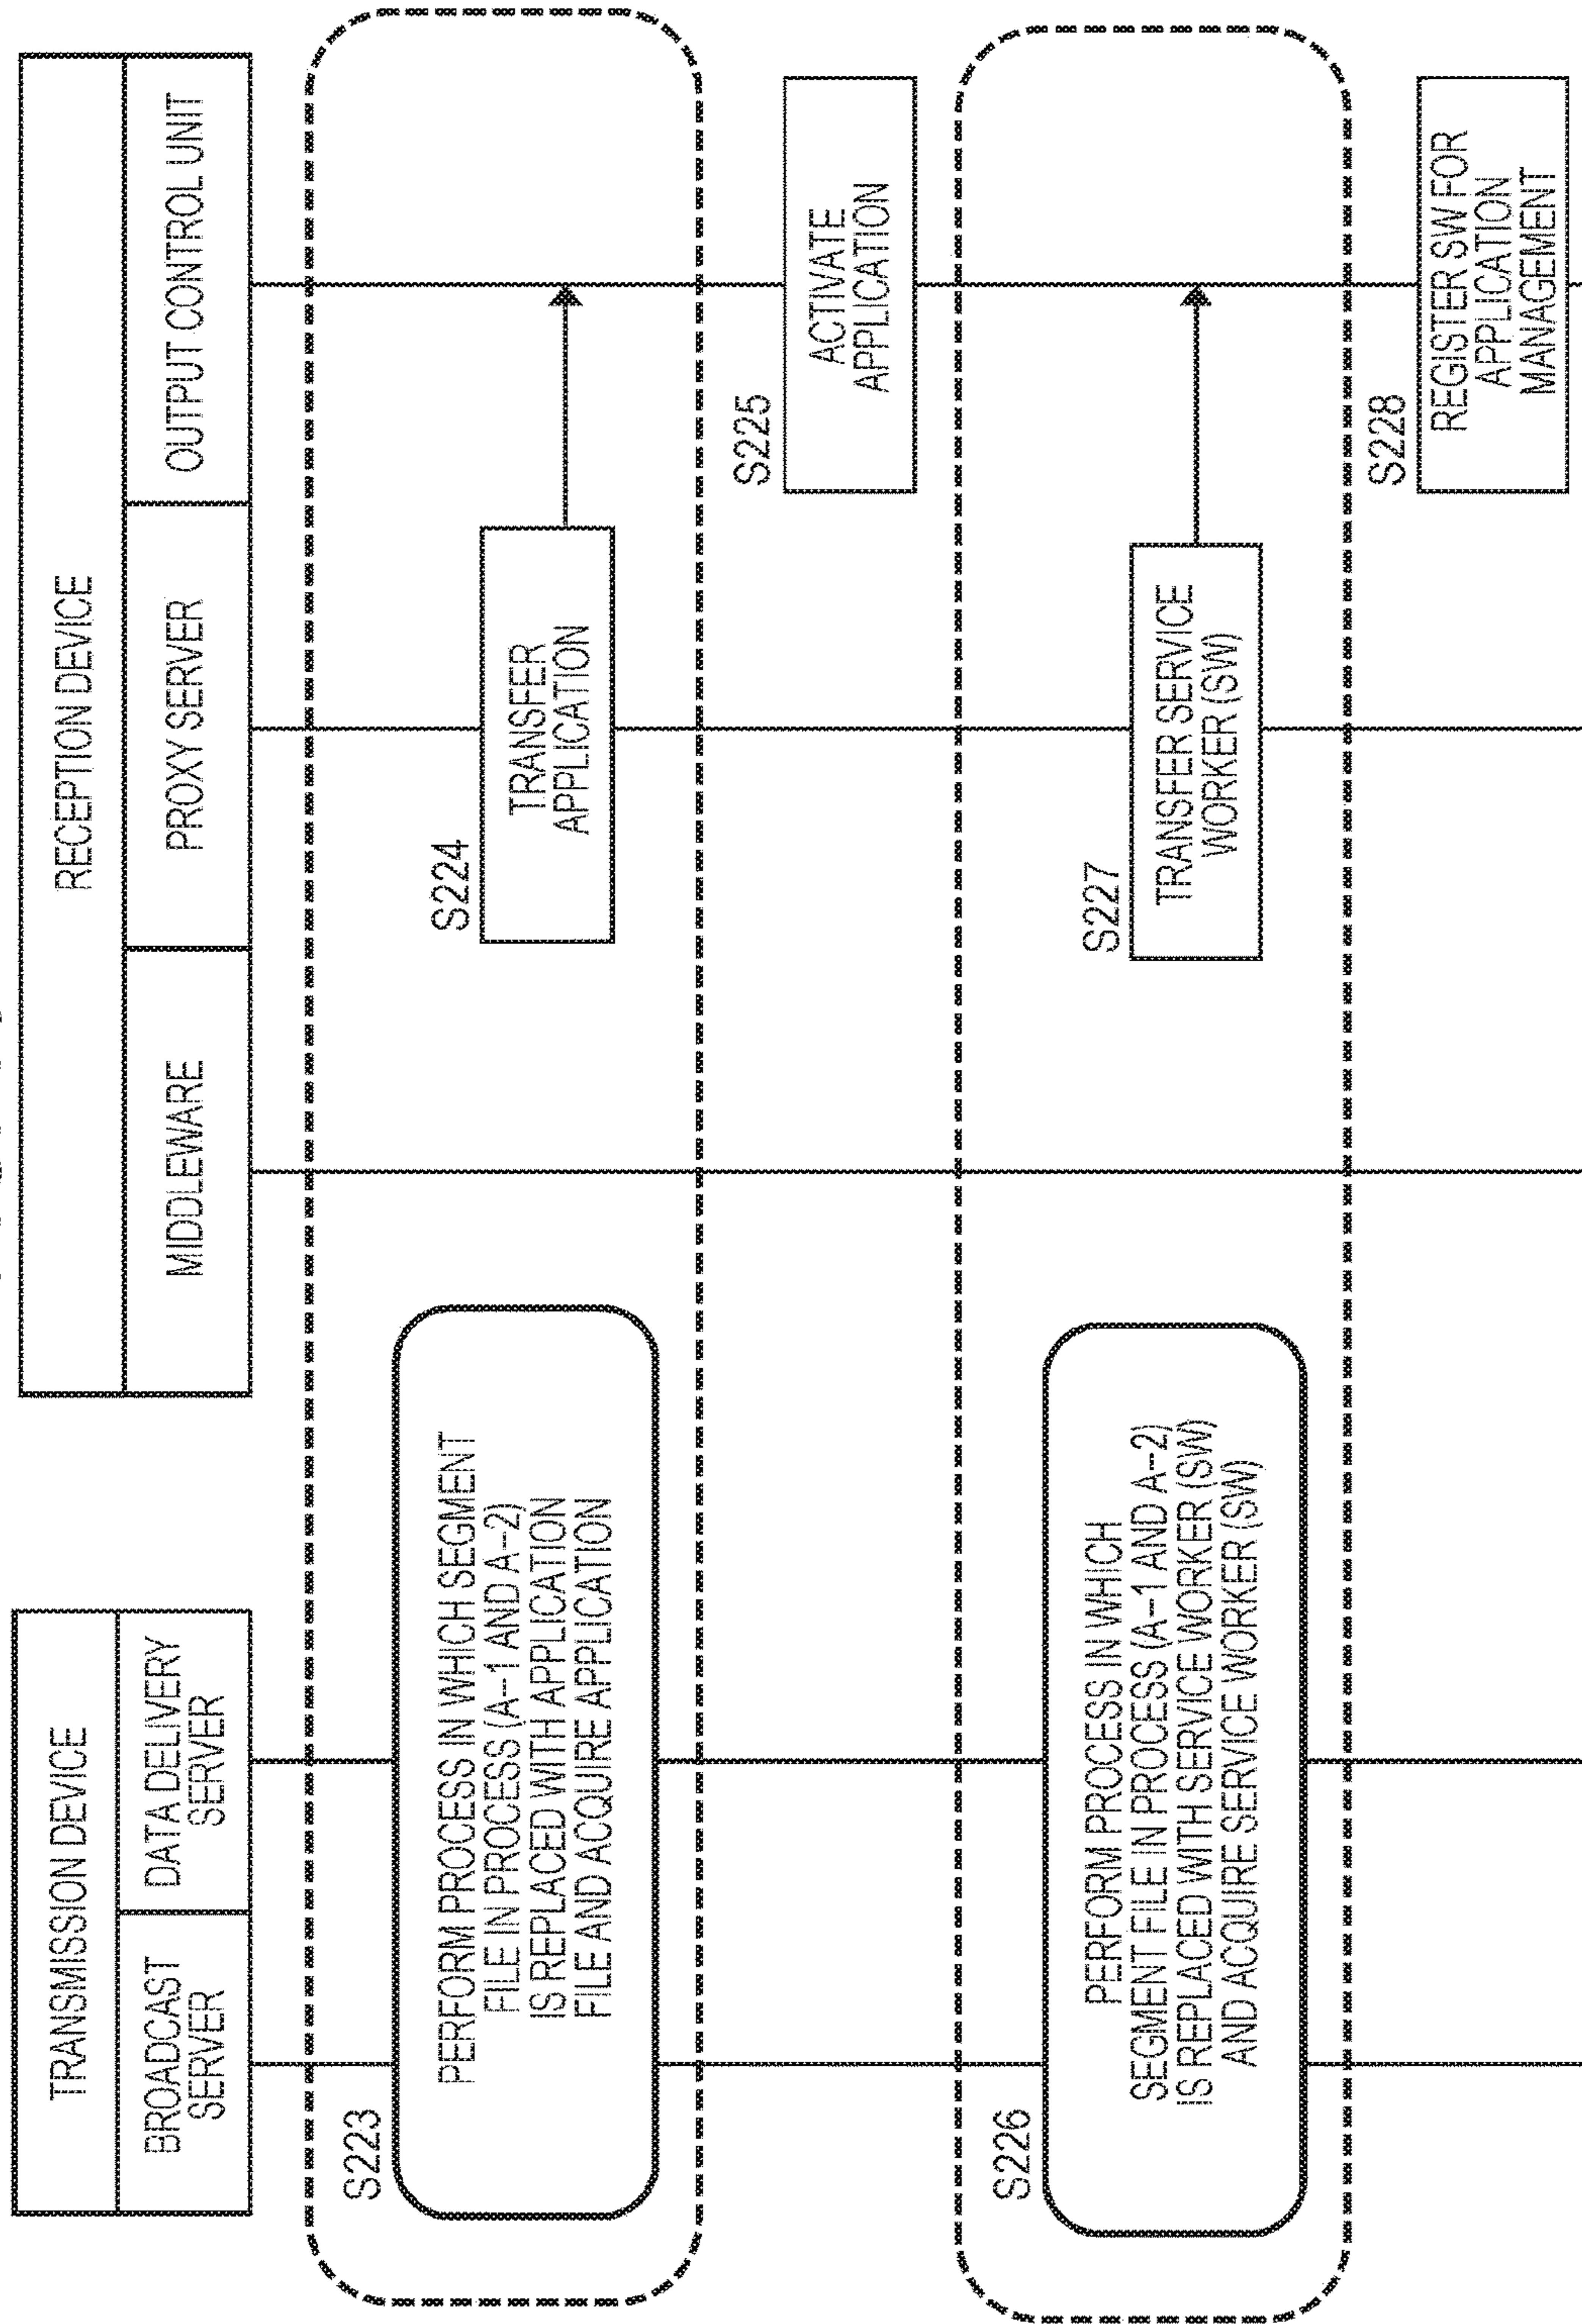 TRANSMISSION DEVICE
BROADCAST
SERVER
DATA DELIVERY
SERVER
RECEPTION DEVICE
MIDDLEWARE
PROXY SERVER
OUTPUT CONTROL UNIT
S223
PERFORM PROCESS IN WHICH SEGMENT
FILE IN PROCESS (A-1 AND A-2)
IS REPLACED WITH APPLICATION
FILE AND ACQUIRE APPLICATION
S224
TRANSFER
APPLICATION
S225
ACTIVATE
APPLICATION
S226
PERFORM PROCESS IN WHICH
SEGMENT FILE IN PROCESS (A-1 AND A-2)
IS REPLACED WITH SERVICE WORKER (SW)
AND ACQUIRE SERVICE WORKER (SW)
S227
TRANSFER SERVICE
WORKER (SW)
S228
REGISTER SW FOR
APPLICATION
MANAGEMENT